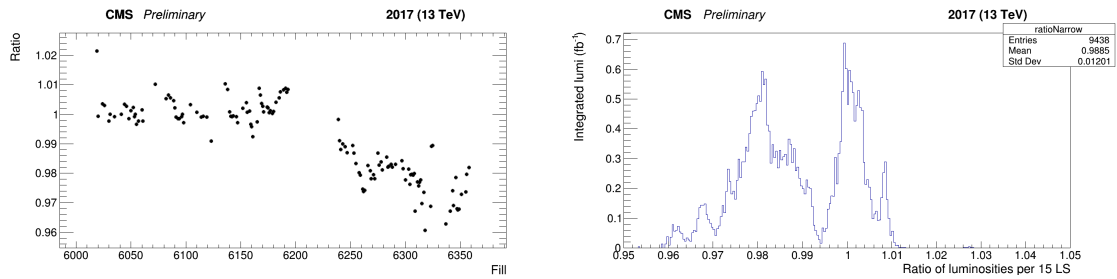 CMS Preliminary 2017 (13 TeV)
Ratio
1.02
1.01
1
0.99
0.98
0.97
0.96
6000 6050 6100 6150 6200 6250 6300 6350
Fill
CMS Preliminary 2017 (13 TeV)
ratioNarrow
Entries 9438
Mean 0.9885
Std Dev 0.01201
Integrated lumi (fb-1)
0.7
0.6
0.5
0.4
0.3
0.2
0.1
0
0.95 0.96 0.97 0.98 0.99 1 1.01 1.02 1.03 1.04 1.05
Ratio of luminosities per 15 LS